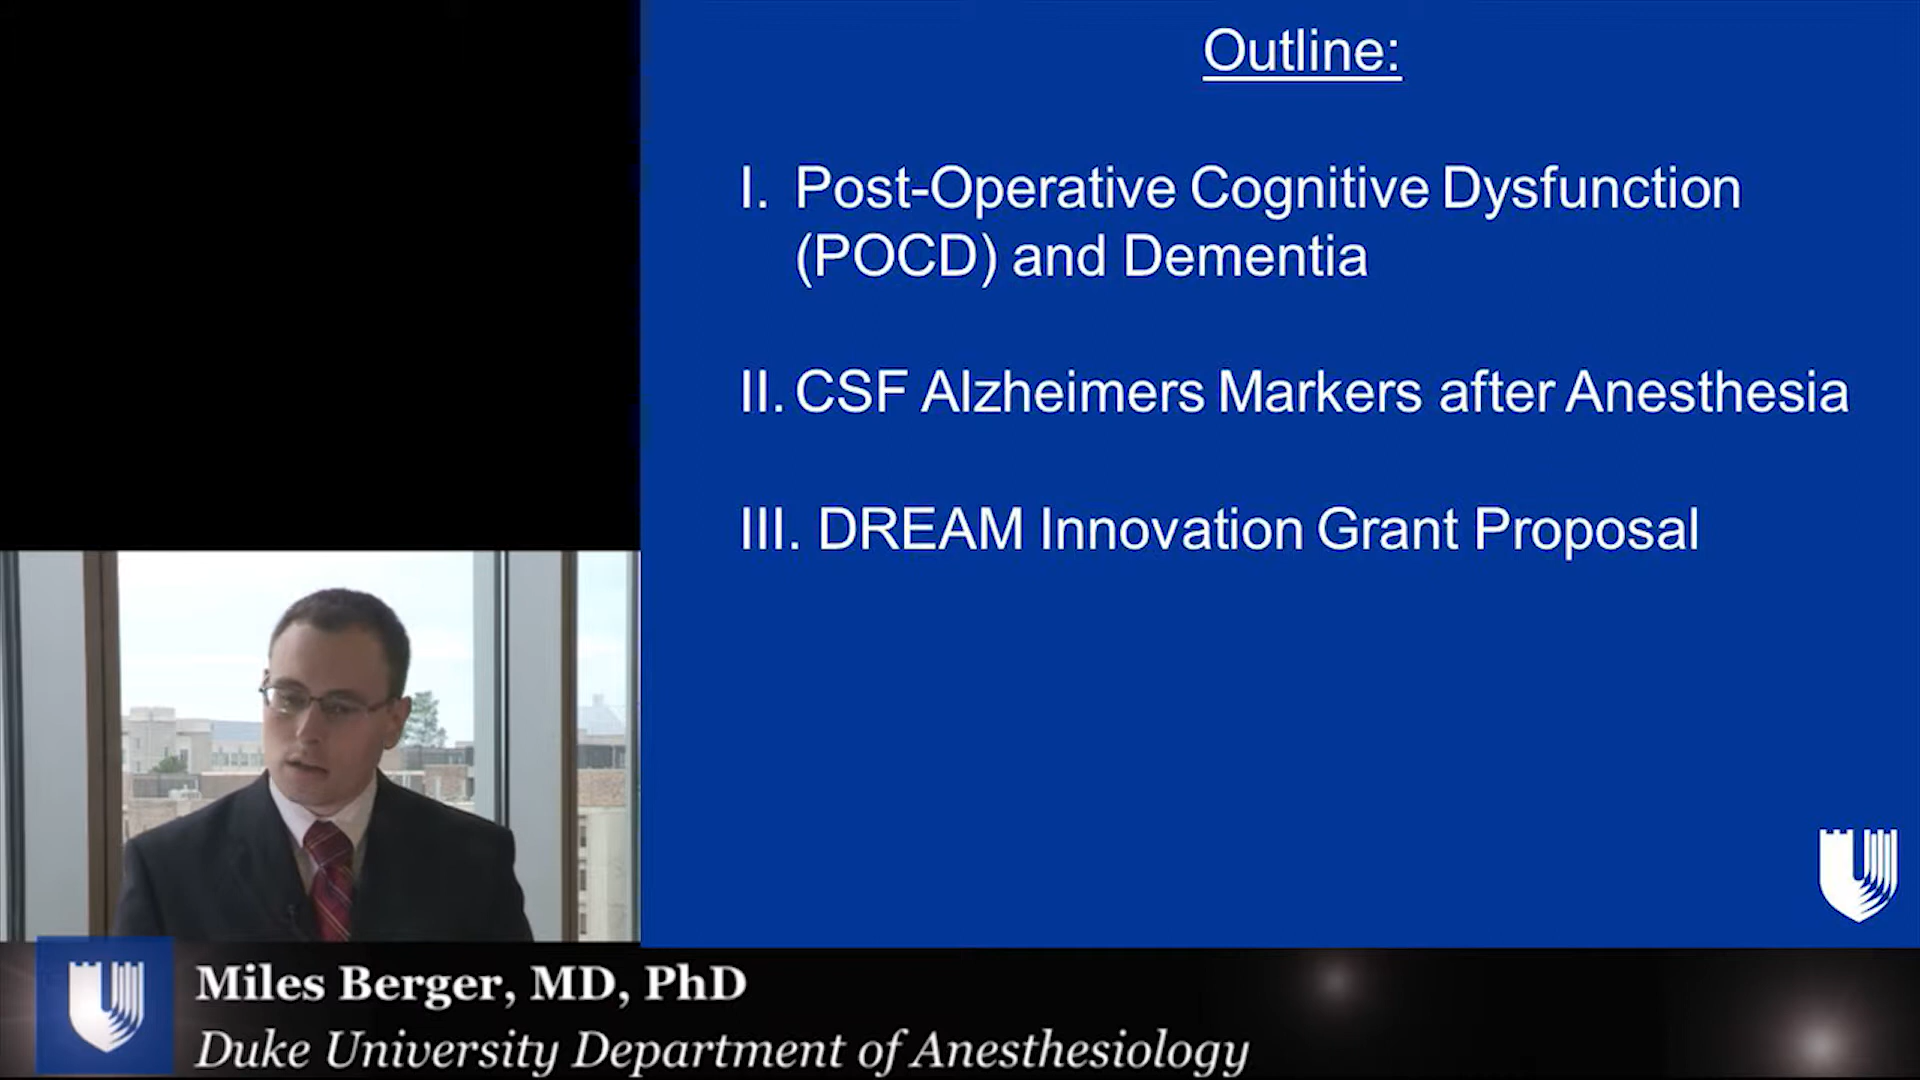 Outline:
I. Post-Operative Cognitive Dysfunction
(POCD) and Dementia
II. CSF Alzheimers Markers after Anesthesia
III. DREAM Innovation Grant Proposal
Miles Berger, MD, PhD
Duke University Department of Anesthesiology